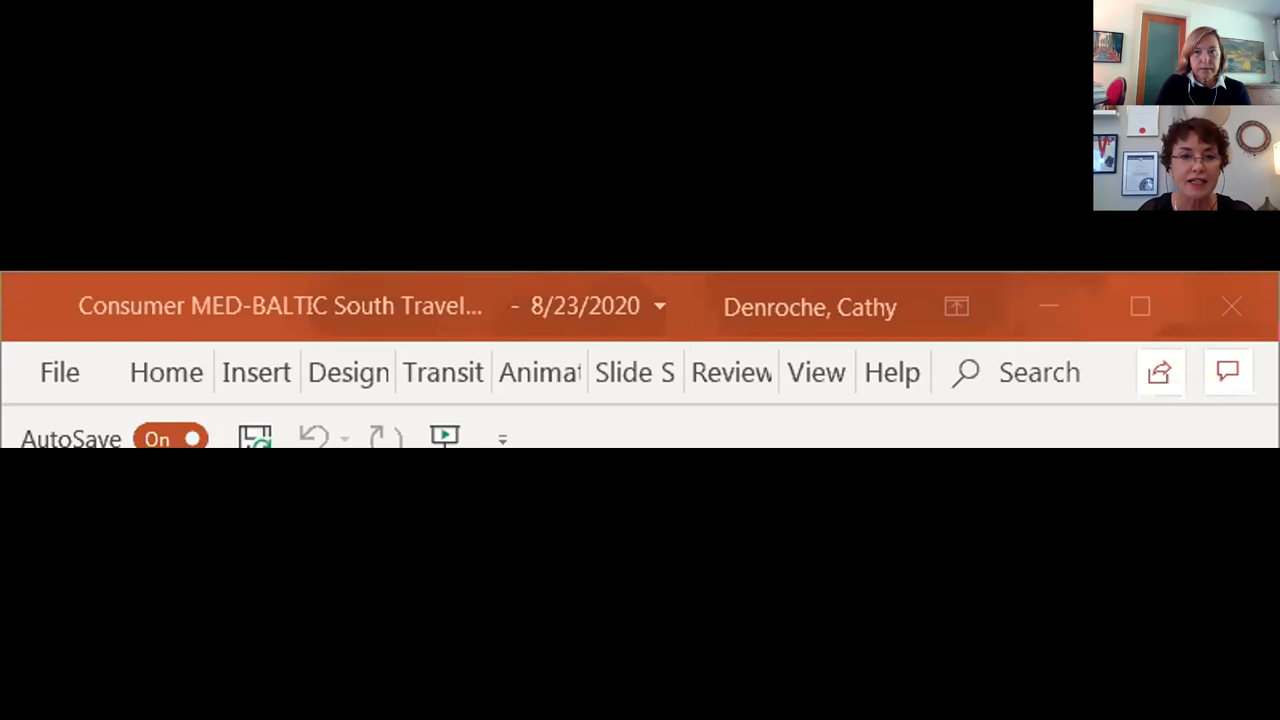 Consumer MED-BALTIC South Travel... - 8/23/2020 Denroche, Cathy
File Home Insert Design Transit Animat Slide S Review View Help Search
AutoSave On